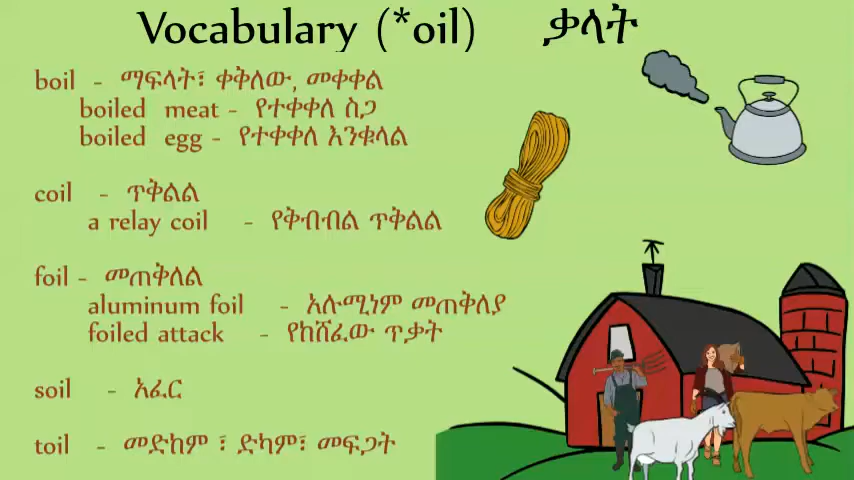 Vocabulary (*oil) ቃላት
boil - ማፍላት፣ ቀቅለው, መቀቀል
boiled meat - የተቀቀለ ስጋ
boiled egg - የተቀቀለ እንቁላል
coil - ጥቅልል
a relay coil - የቅብብል ጥቅልል
foil - መጠቅለል
aluminum foil - አሉሚነም መጠቅለያ
foiled attack - የከሸፈው ጥቃት
soil - አፈር
toil - መድከም ፣ ድካም፣ መፍጋት